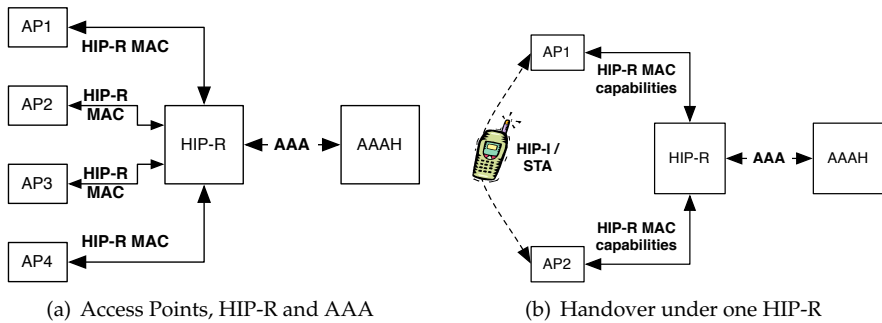 AP1
HIP-R MAC
AP2
HIP-R
MAC
HIP-R
AAA
AAAH
AP3
HIP-R
MAC
HIP-R MAC
AP4
(a) Access Points, HIP-R and AAA
AP1
HIP-R MAC
capabilities
HIP-I /
STA
HIP-R
AAA
AAAH
HIP-R MAC
capabilities
AP2
(b) Handover under one HIP-R